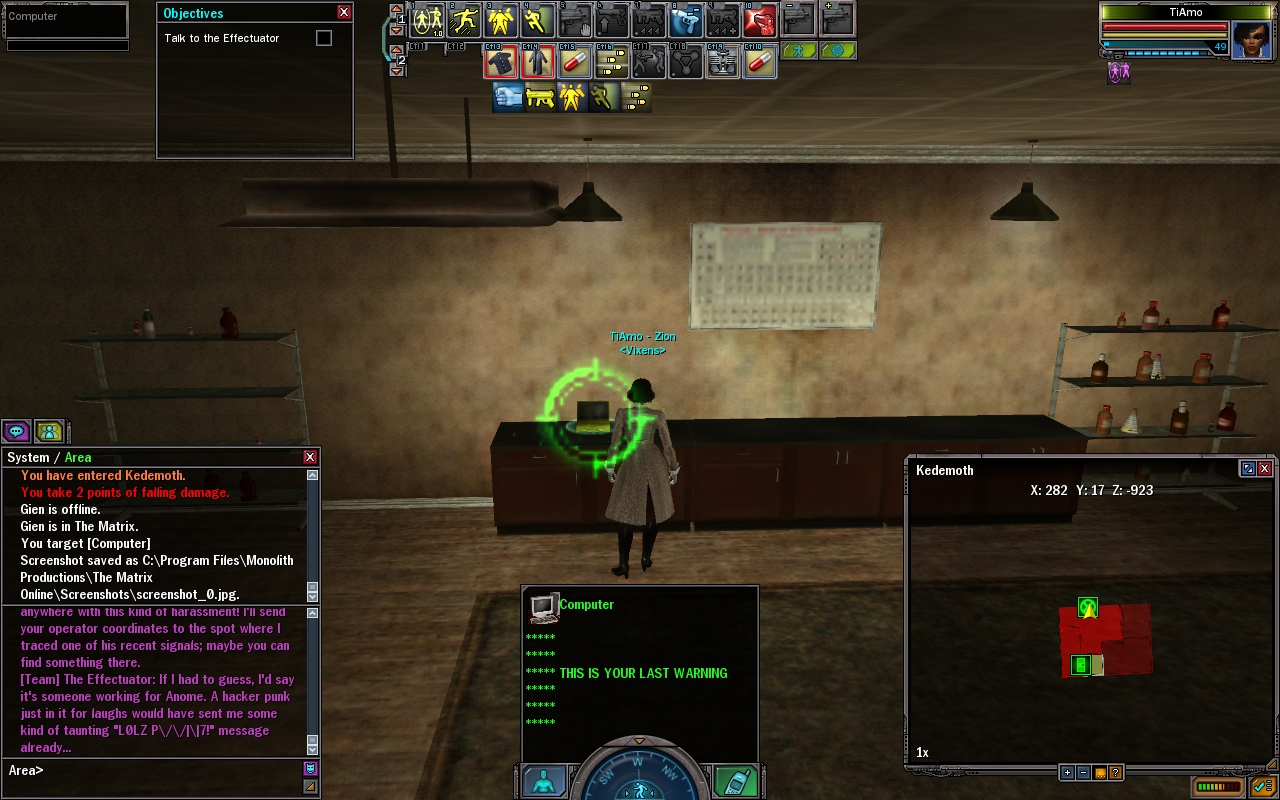 Computer
Objectives
Talk to the Effectuator
1
2
1.0
TiAmo
49
TiAmo - Zion
<Vixens>
System / Area
You have entered Kedemoth.
You take 2 points of falling damage.
Gien is offline.
Gien is in The Matrix.
You target [Computer]
Screenshot saved as C:\Program Files\Monolith
Productions\The Matrix
Online\Screenshots\screenshot_0.jpg.
anywhere with this kind of harassment! I'll send
your operator coordinates to the spot where I
traced one of his recent signals; maybe you can
find something there.
[Team] The Effectuator: If I had to guess, I'd say
it's someone working for Anome. A hacker punk
just in it for laughs would have sent me some
kind of taunting "L0LZ P\/\/|\|7!" message
already...
Area>
Computer
*****
*****
***** THIS IS YOUR LAST WARNING
*****
*****
*****
SW W NW
Kedemoth
X: 282 Y: 17 Z: -923
1x